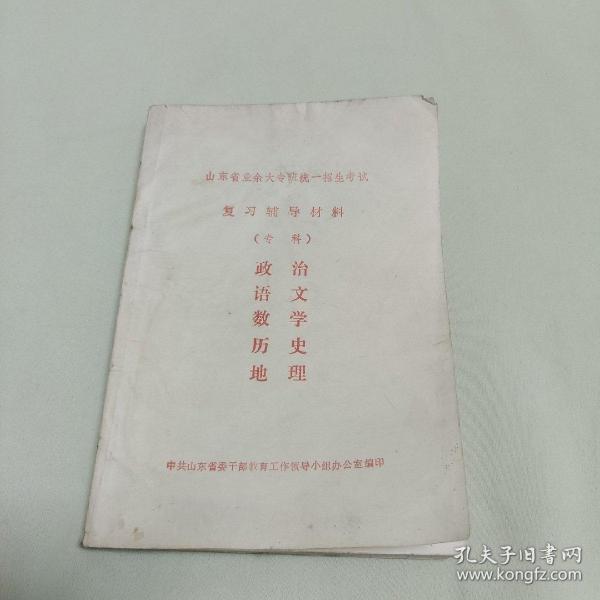 山东省业余大专班统一招生考试
复习辅导材料
（专 科）
政 治
语 文
数 学
历 史
地 理
中共山东省委干部教育工作领导小组办公室编印
孔夫子旧书网
www.kongfz.com